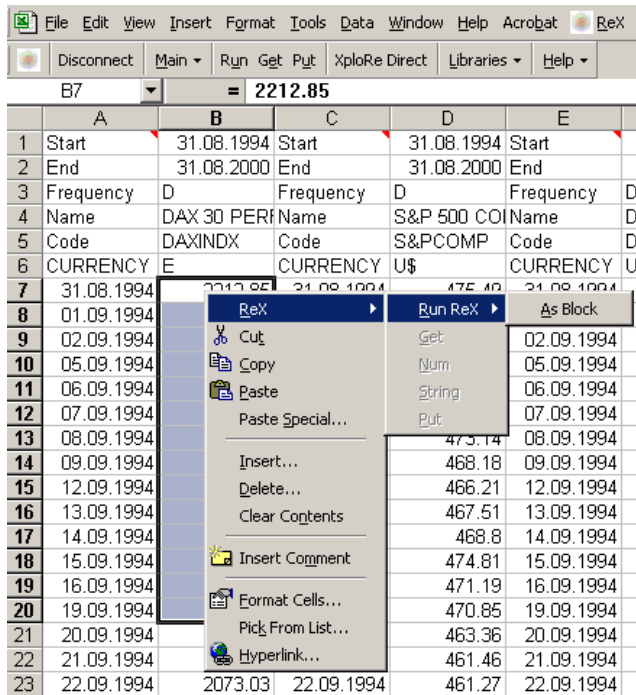 File Edit View Insert Format Tools Data Window Help Acrobat ReX
Disconnect Main Run Get Put XploRe Direct Libraries Help
B7 = 2212.85
A B C D E
1 Start 31.08.1994 Start 31.08.1994 Start
2 End 31.08.2000 End 31.08.2000 End
3 Frequency D Frequency D Frequency D
4 Name DAX 30 PERF Name S&P 500 COI Name D
5 Code DAXINDX Code S&PCOMP Code D
6 CURRENCY E CURRENCY U$ CURRENCY U
7 31.08.1994 2212.85 31.08.1994 475.49 31.08.1994
8 01.09.1994 ReX Run ReX As Block
9 02.09.1994 Cut Get 02.09.1994
10 05.09.1994 Copy Num 05.09.1994
11 06.09.1994 Paste String 06.09.1994
12 07.09.1994 Paste Special... Put 07.09.1994
13 08.09.1994 473.14 08.09.1994
14 09.09.1994 Insert... 468.18 09.09.1994
15 12.09.1994 Delete... 466.21 12.09.1994
16 13.09.1994 Clear Contents 467.51 13.09.1994
17 14.09.1994 468.8 14.09.1994
18 15.09.1994 Insert Comment 474.81 15.09.1994
19 16.09.1994 Format Cells... 471.19 16.09.1994
20 19.09.1994 470.85 19.09.1994
21 20.09.1994 Pick From List... 463.36 20.09.1994
22 21.09.1994 Hyperlink... 461.46 21.09.1994
23 22.09.1994 2073.03 22.09.1994 461.27 22.09.1994